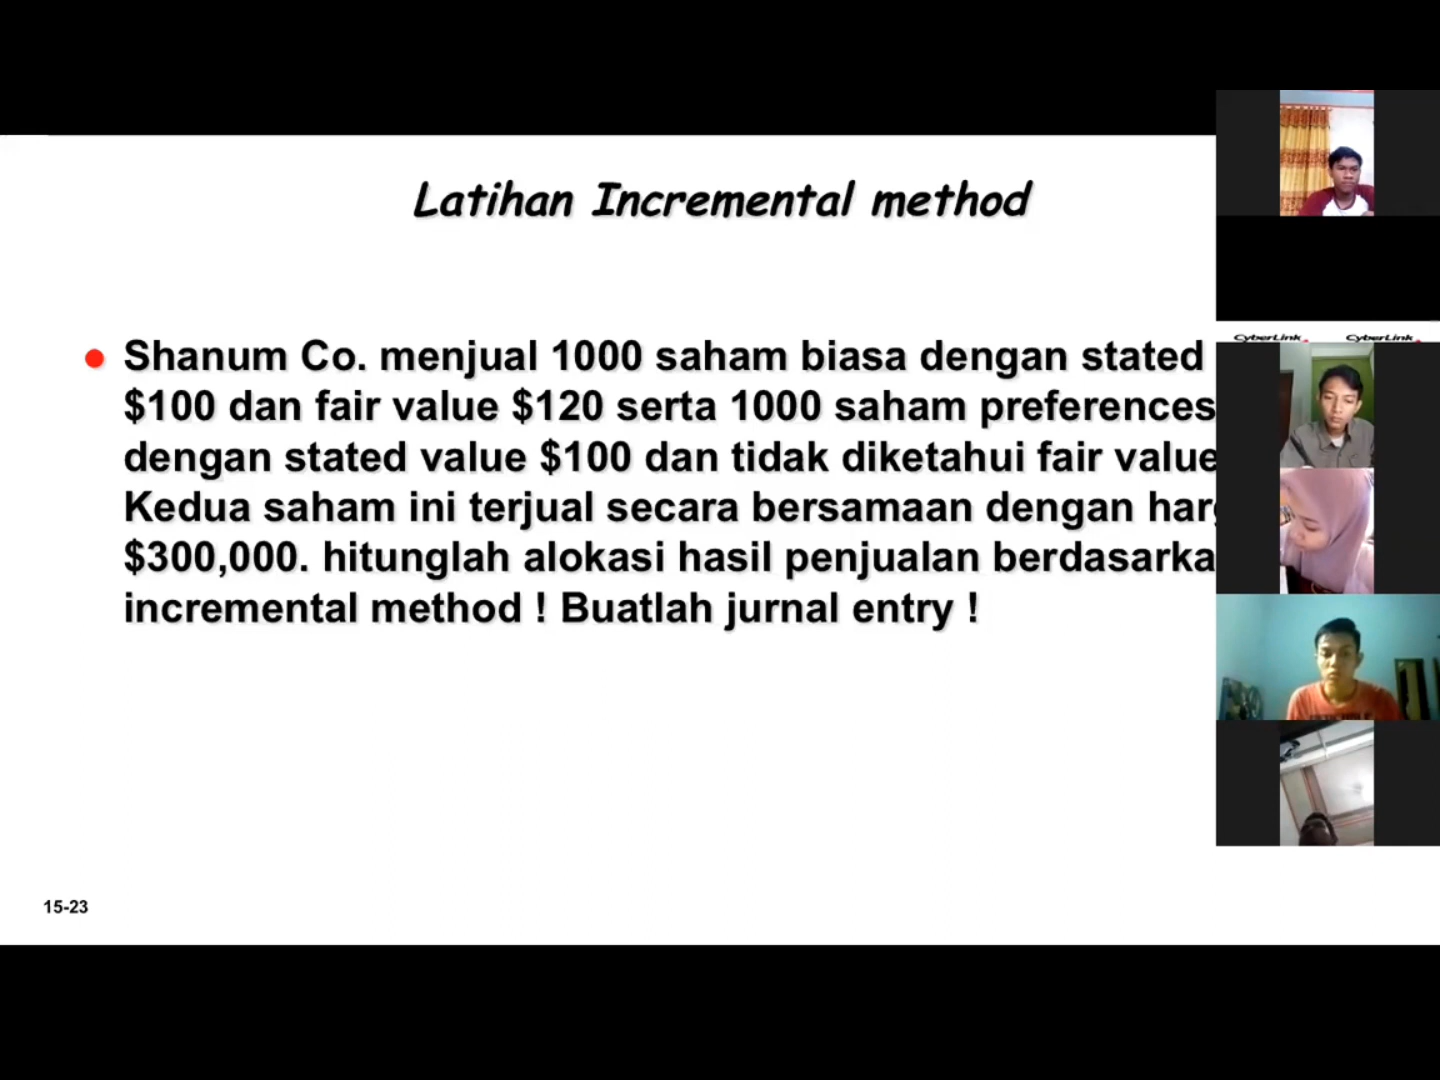 Latihan Incremental method
Shanum Co. menjual 1000 saham biasa dengan stated
$100 dan fair value $120 serta 1000 saham preferences
dengan stated value $100 dan tidak diketahui fair value
Kedua saham ini terjual secara bersamaan dengan
$300,000. hitunglah alokasi hasil penjualan
incremental method ! Buatlah jurnal entry !
15-23
CyberLink CyberLink